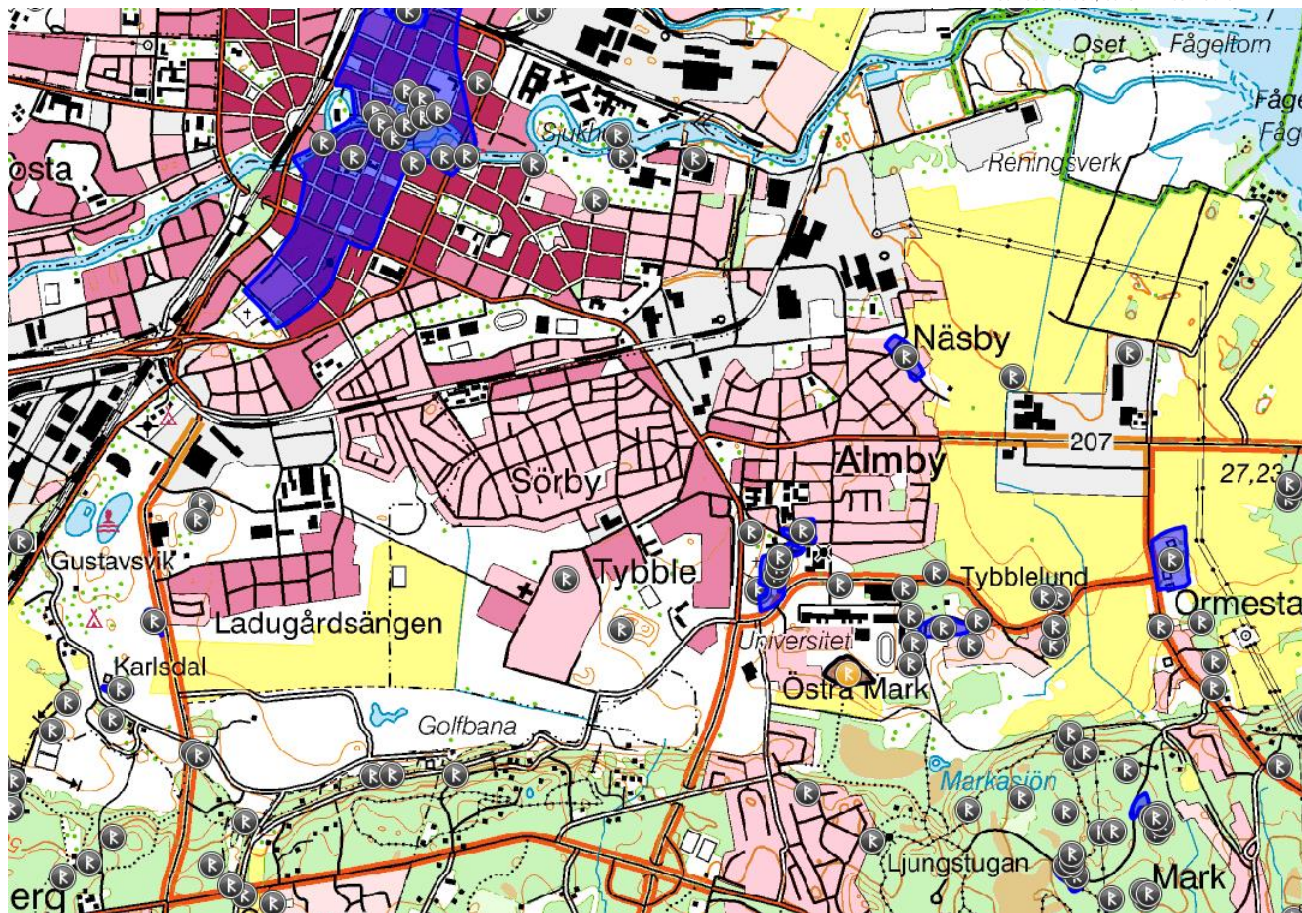 Oset
Fågeltorn
Fåge
Fåg
Sjukh
Reningsverk
osta
Näsby
207
Almby
Sörby
27,23
Gustavsvik
Tybble
Tybblelund
Ormesta
Ladugårdsängen
Universitet
Karlsdal
Östra Mark
Golfbana
Markasjön
Ljungstugan
Mark
erg